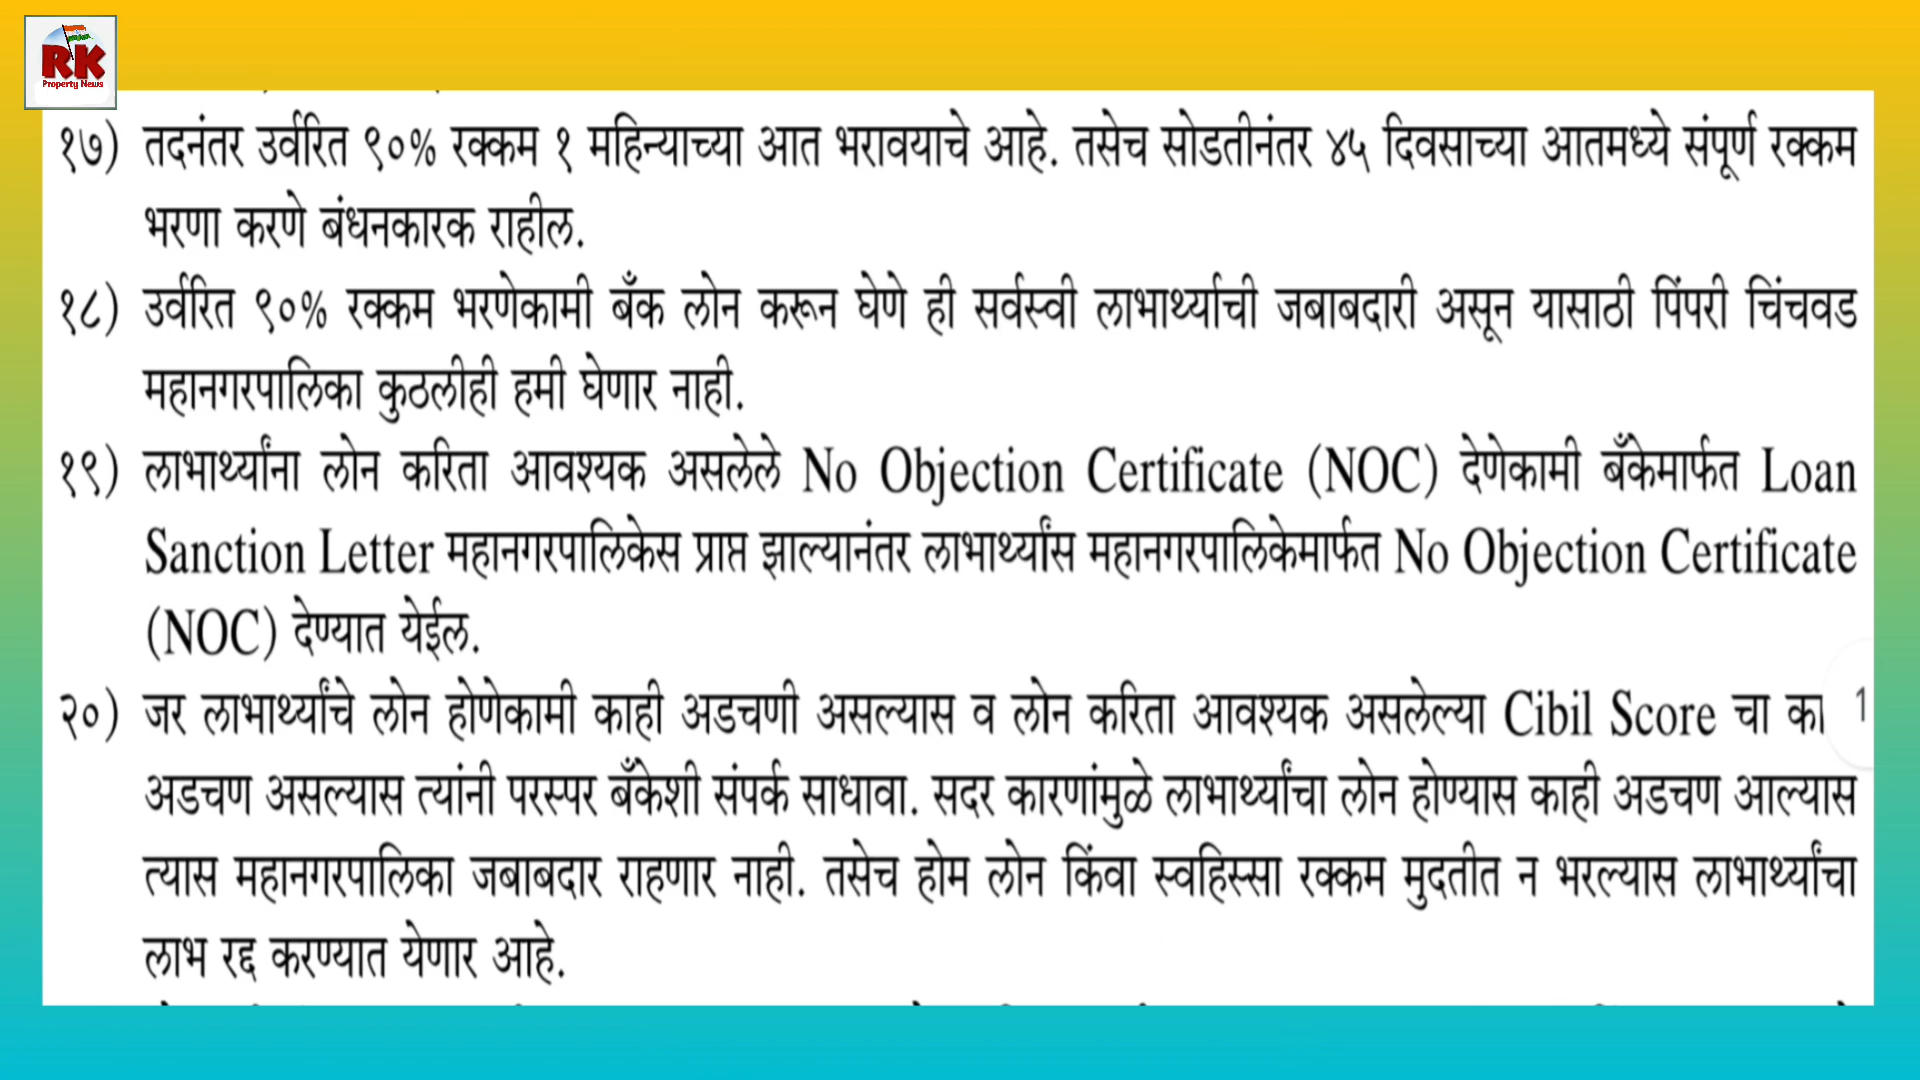 RK
Property News
१७) तदनंतर उर्वरित ९०% रक्कम १ महिन्याच्या आत भरावयाचे आहे. तसेच सोडतीनंतर ४५ दिवसाच्या आतमध्ये संपूर्ण रक्कम
भरणा करणे बंधनकारक राहील.
१८) उर्वरित ९०% रक्कम भरणेकामी बँक लोन करून घेणे ही सर्वस्वी लाभार्थ्याची जबाबदारी असून यासाठी पिंपरी चिंचवड
महानगरपालिका कुठलीही हमी घेणार नाही.
१९) लाभार्थ्यांना लोन करिता आवश्यक असलेले No Objection Certificate (NOC) देणेकामी बँकेमार्फत Loan
Sanction Letter महानगरपालिकेस प्राप्त झाल्यानंतर लाभार्थ्यांस महानगरपालिकेमार्फत No Objection Certificate
(NOC) देण्यात येईल.
२०) जर लाभार्थ्यांचे लोन होणेकामी काही अडचणी असल्यास व लोन करिता आवश्यक असलेल्या Cibil Score चा का 1
अडचण असल्यास त्यांनी परस्पर बँकेशी संपर्क साधावा. सदर कारणांमुळे लाभार्थ्यांचा लोन होण्यास काही अडचण आल्यास
त्यास महानगरपालिका जबाबदार राहणार नाही. तसेच होम लोन किंवा स्वहिस्सा रक्कम मुदतीत न भरल्यास लाभार्थ्यांचा
लाभ रद्द करण्यात येणार आहे.